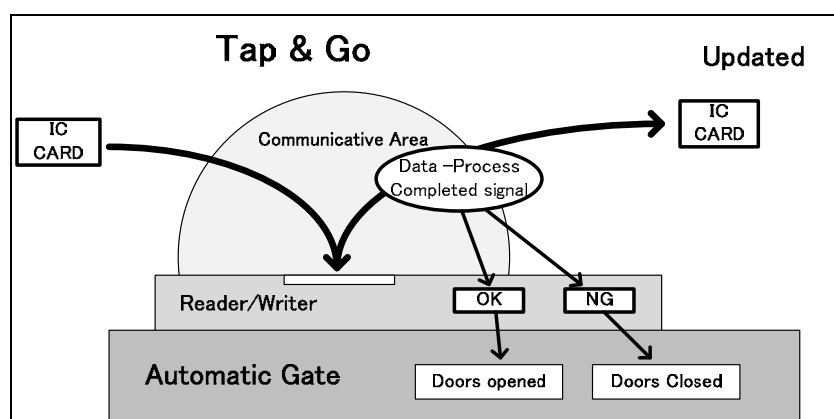 Tap & Go
Updated
IC
CARD
IC
CARD
Communicative Area
Data -Process
Completed signal
Reader/Writer
OK
NG
Automatic Gate
Doors opened
Doors Closed